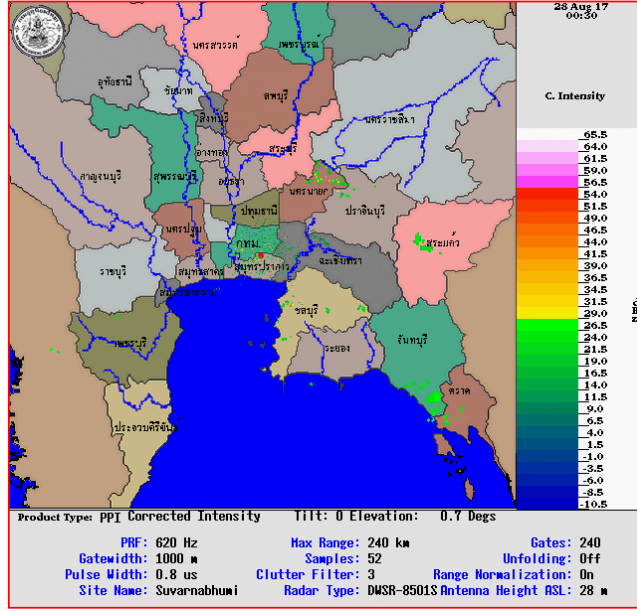 28 Aug 17
00:30
C. Intensity
65.5
64.0
61.5
59.0
56.5
54.0
51.5
49.0
46.5
44.0
41.5
39.0
36.5
34.0
31.5
29.0
26.5
24.0
21.5
19.0
16.5
14.0
11.5
9.0
6.5
4.0
1.5
-1.0
-3.5
-6.0
-8.5
-10.5
นครสวรรค์
เพชรบูรณ์
อุทัยธานี
ชัยนาท
ลพบุรี
สิงห์บุรี
นครราชสีมา
อ่างทอง
สระบุรี
กาญจนบุรี
สุพรรณบุรี
อยุธยา
นครนายก
ปราจีนบุรี
ปทุมธานี
นครปฐม
กทม.
สระแก้ว
ฉะเชิงเทรา
ราชบุรี
สมุทรสาคร
สมุทรปราการ
สมุทรสงคราม
ชลบุรี
เพชรบุรี
ระยอง
จันทบุรี
ตราด
ประจวบคีรีขันธ์
Product Type: PPI Corrected Intensity Tilt: 0 Elevation: 0.7 Degs
PRF: 620 Hz Max Range: 240 km Gates: 240
Gatewidth: 1000 m Samples: 52 Unfolding: Off
Pulse Width: 0.8 us Clutter Filter: 3 Range Normalization: On
Site Name: Suvarnabhumi Radar Type: DWSR-8501S Antenna Height ASL: 28 m